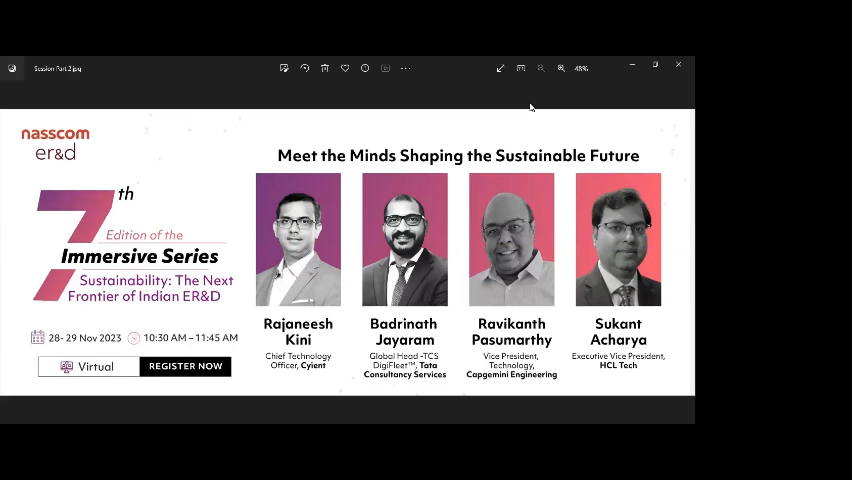 Session Part 2.jpg
48%
nasscom
er&d
7th
Edition of the
Immersive Series
Sustainability: The Next
Frontier of Indian ER&D
28- 29 Nov 2023
10:30 AM – 11:45 AM
Virtual
REGISTER NOW
Meet the Minds Shaping the Sustainable Future
Rajaneesh
Kini
Chief Technology
Officer, Cyient
Badrinath
Jayaram
Global Head -TCS
DigiFleet™, Tata
Consultancy Services
Ravikanth
Pasumarthy
Vice President,
Technology,
Capgemini Engineering
Sukant
Acharya
Executive Vice President,
HCL Tech